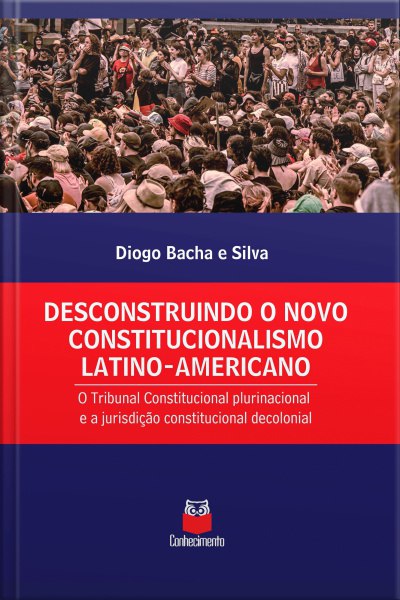 Diogo Bacha e Silva
DESCONSTRUINDO O NOVO
CONSTITUCIONALISMO
LATINO-AMERICANO
O Tribunal Constitucional plurinacional
e a jurisdição constitucional decolonial
Conhecimento